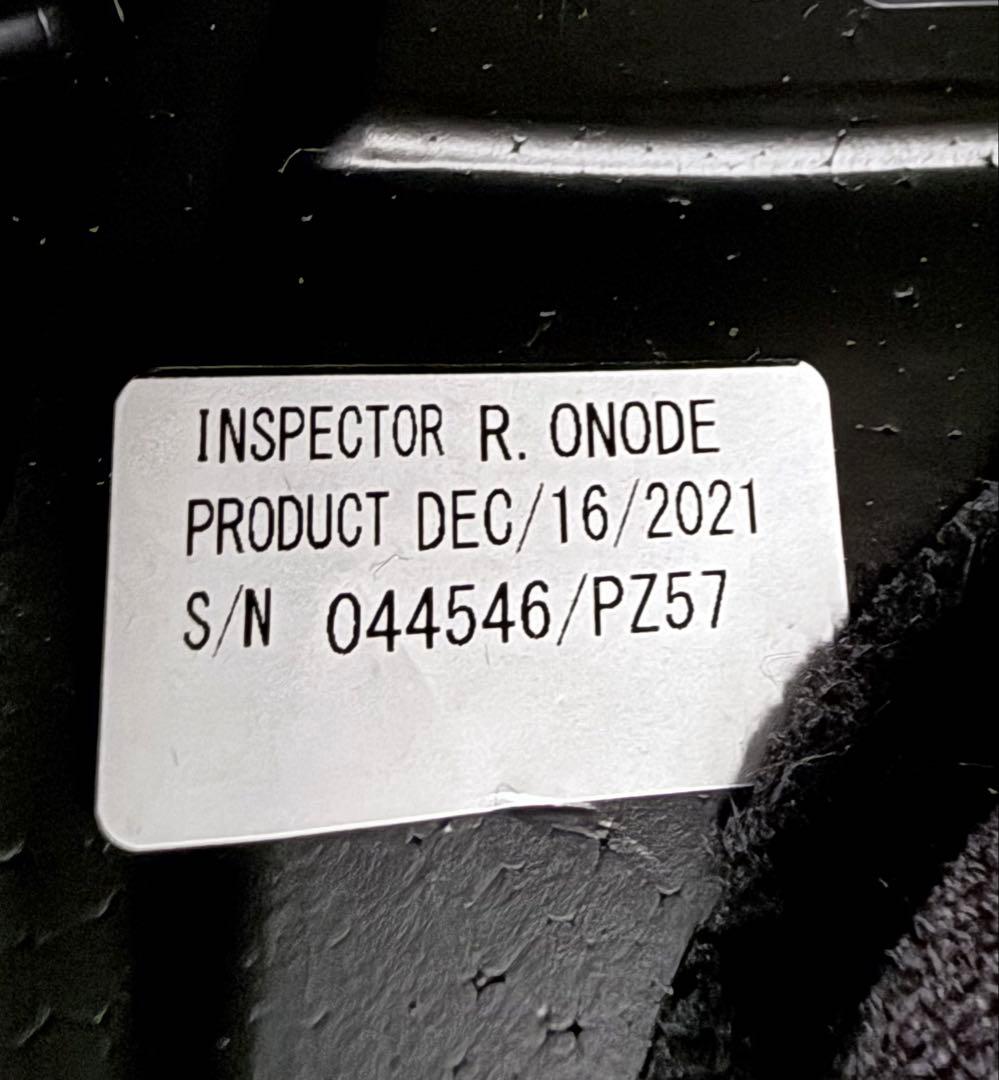 INSPECTOR R. ONODE
PRODUCT DEC/16/2021
S/N 044546/PZ57